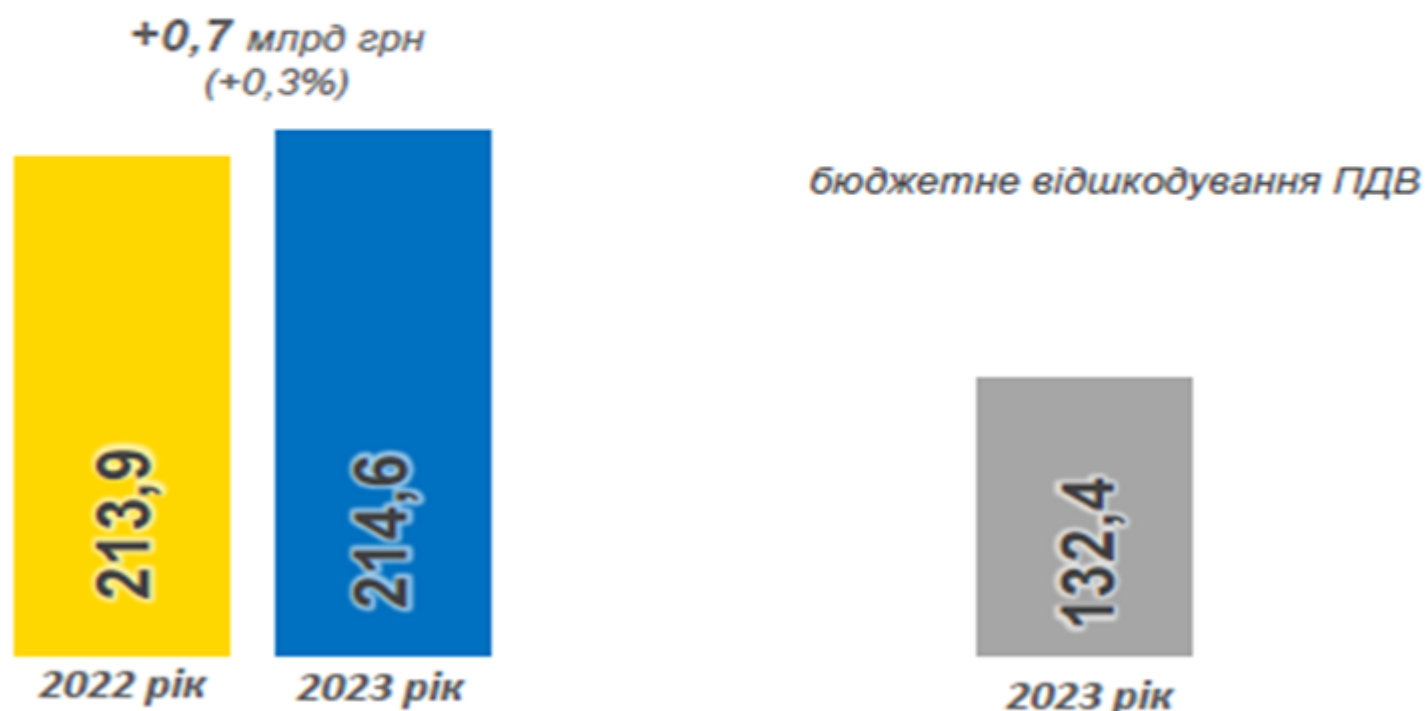 +0,7 млрд грн
(+0,3%)
213,9
214,6
2022 рік
2023 рік
бюджетне відшкодування ПДВ
132,4
2023 рік